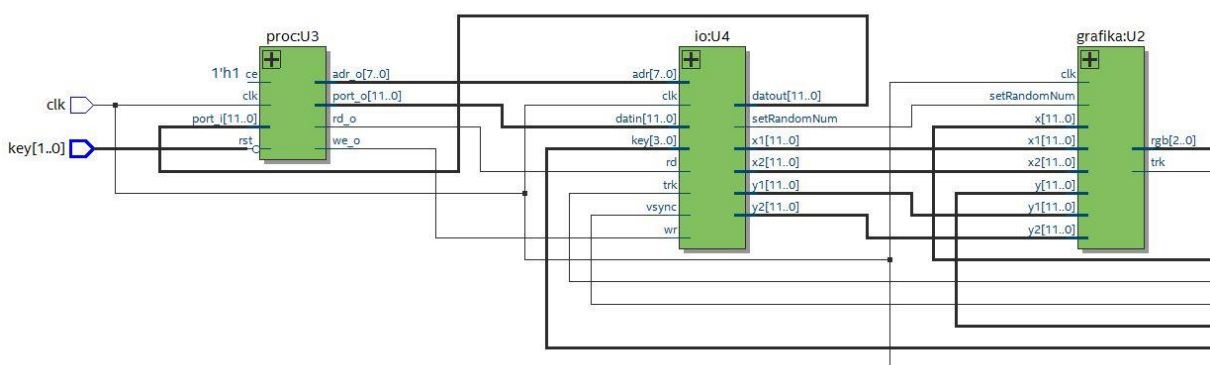 proc:U3
1'h1 ce
clk
port_i[11..0]
rst
adr_o[7..0]
port_o[11..0]
rd_o
we_o
clk
key[1..0]
io:U4
adr[7..0]
clk
datin[11..0]
key[3..0]
rd
trk
vsync
wr
datout[11..0]
setRandomNum
x1[11..0]
x2[11..0]
y1[11..0]
y2[11..0]
grafika:U2
clk
setRandomNum
x[11..0]
x1[11..0]
x2[11..0]
y[11..0]
y1[11..0]
y2[11..0]
rgb[2..0]
trk